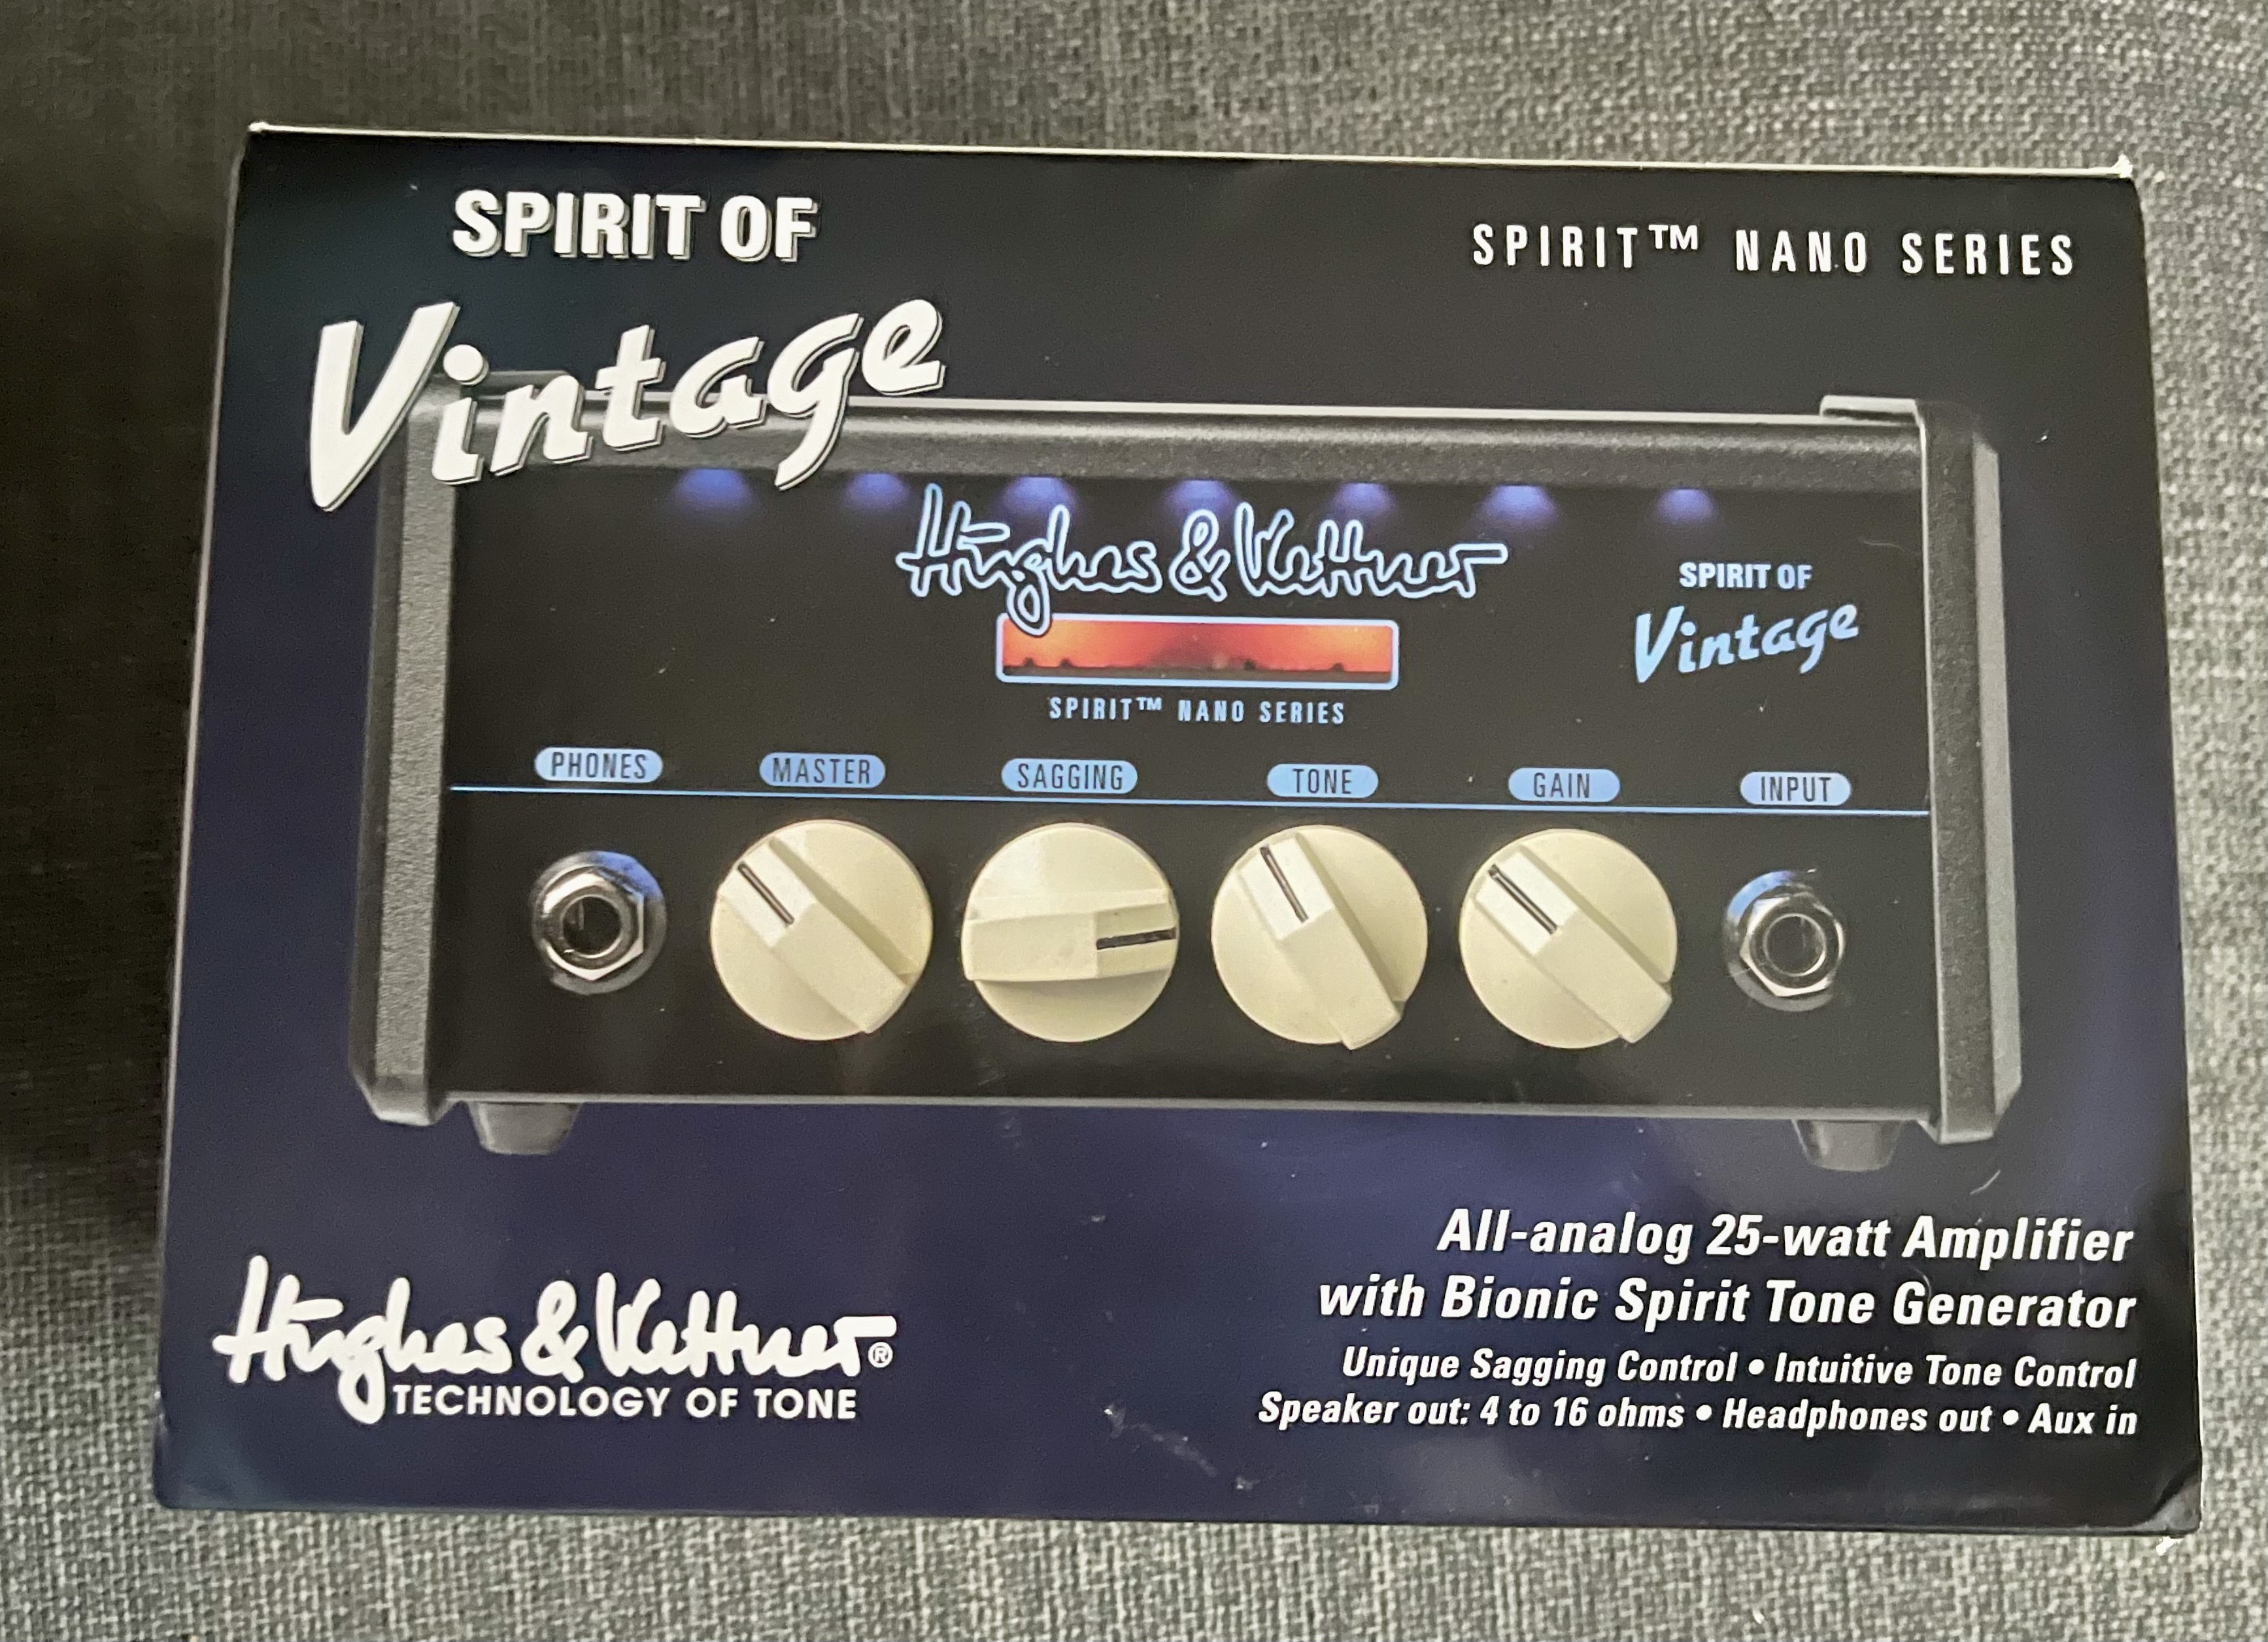 SPIRIT OF
Vintage
SPIRIT™ NANO SERIES
Hughes & Kettner
SPIRIT™ NANO SERIES
SPIRIT OF
Vintage
PHONES
MASTER
SAGGING
TONE
GAIN
INPUT
Hughes & Kettner®
TECHNOLOGY OF TONE
All-analog 25-watt Amplifier
with Bionic Spirit Tone Generator
Unique Sagging Control • Intuitive Tone Control
Speaker out: 4 to 16 ohms • Headphones out • Aux in